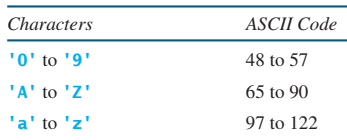 Characters ASCII Code
'0' to '9' 48 to 57
'A' to 'Z' 65 to 90
'a' to 'z' 97 to 122